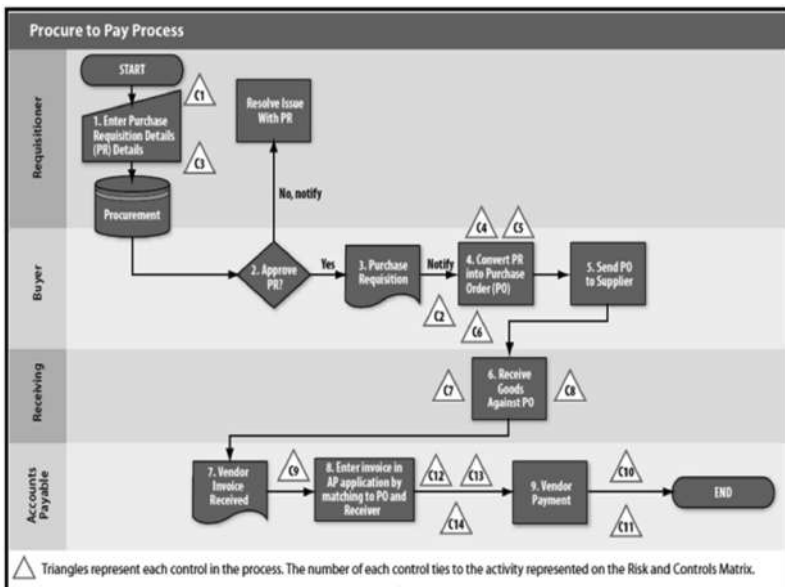 Procure to Pay Process
Requisitioner
START
C1
1. Enter Purchase
Requisition Details
(PR) Details
C3
Procurement
Resolve Issue
With PR
No, notify
Buyer
2. Approve
PR?
Yes
3. Purchase
Requisition
Notify
C2
C4
C5
4. Convert PR
into Purchase
Order (PO)
C6
5. Send PO
to Supplier
Receiving
C7
6. Receive
Goods
Against PO
C8
Accounts
Payable
7. Vendor
Invoice
Received
C9
8. Enter invoice in
AP application by
matching to PO and
Receiver
C12
C13
C14
9. Vendor
Payment
C10
C11
END
Triangles represent each control in the process. The number of each control ties to the activity represented on the Risk and Controls Matrix.